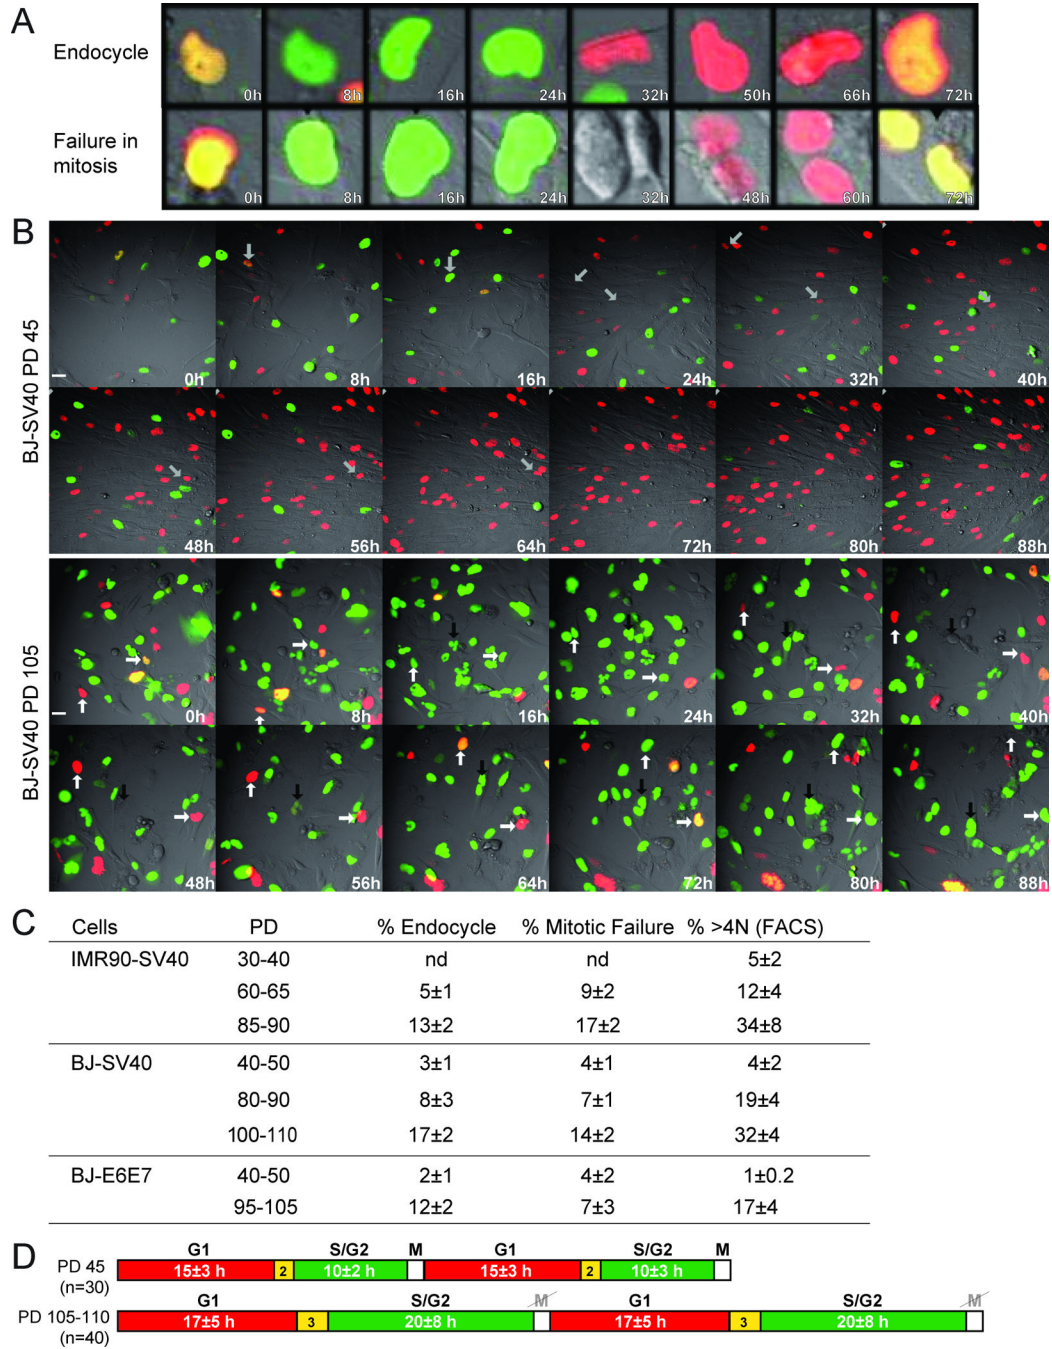 A
Endocycle
0h 8h 16h 24h 32h 50h 66h 72h
Failure in
mitosis
0h 8h 16h 24h 32h 48h 60h 72h
B
BJ-SV40 PD 45
0h 8h 16h 24h 32h 40h
48h 56h 64h 72h 80h 88h
BJ-SV40 PD 105
0h 8h 16h 24h 32h 40h
48h 56h 64h 72h 80h 88h
C
Cells PD % Endocycle % Mitotic Failure % >4N (FACS)
IMR90-SV40 30-40 nd nd 5±2
60-65 5±1 9±2 12±4
85-90 13±2 17±2 34±8
BJ-SV40 40-50 3±1 4±1 4±2
80-90 8±3 7±1 19±4
100-110 17±2 14±2 32±4
BJ-E6E7 40-50 2±1 4±2 1±0.2
95-105 12±2 7±3 17±4
D
G1 S/G2 M G1 S/G2 M
PD 45 15±3 h 2 10±2 h 15±3 h 2 10±3 h
(n=30)
G1 S/G2 M G1 S/G2 M
PD 105-110 17±5 h 3 20±8 h 17±5 h 3 20±8 h
(n=40)